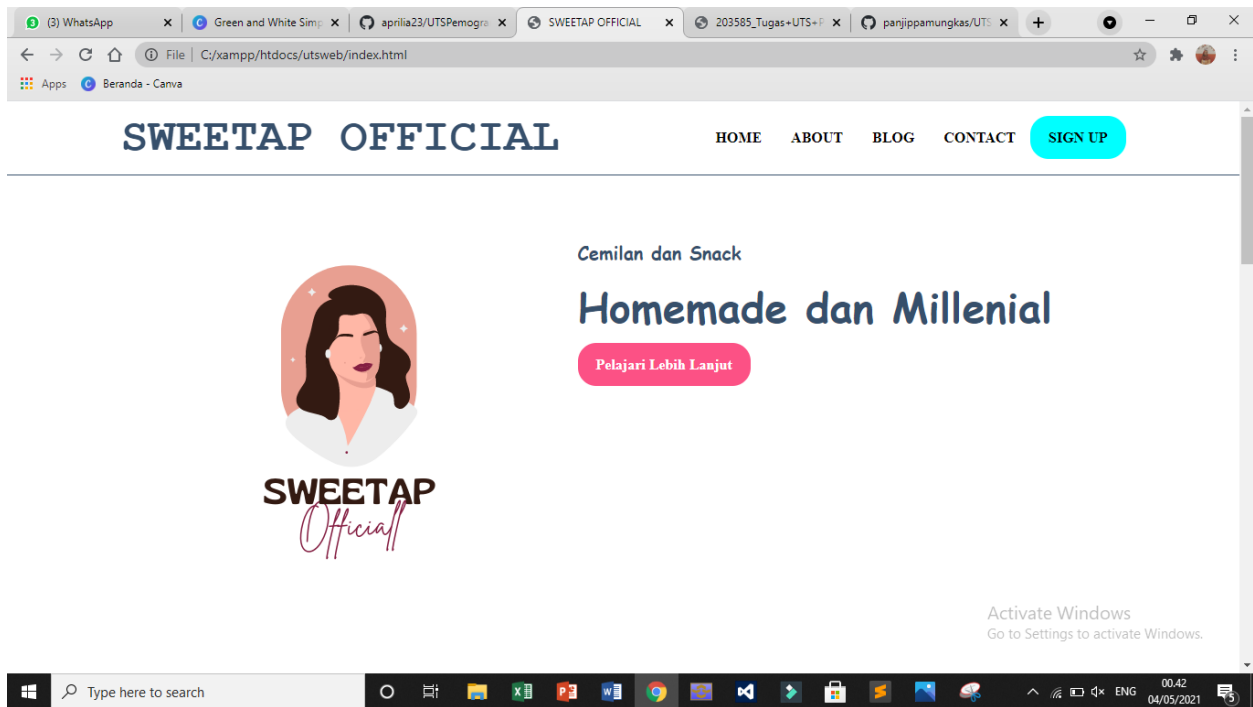 (3) WhatsApp
Green and White Simp
aprilia23/UTSPemogra
SWEETAP OFFICIAL
203585_Tugas+UTS+P
panjippamungkas/UTS
File | C:/xampp/htdocs/utsweb/index.html
Apps
Beranda - Canva
SWEETAP OFFICIAL
HOME ABOUT BLOG CONTACT SIGN UP
Cemilan dan Snack
Homemade dan Millenial
Pelajari Lebih Lanjut
SWEETAP
Officiall
Activate Windows
Go to Settings to activate Windows.
Type here to search
ENG
00.42
04/05/2021
5